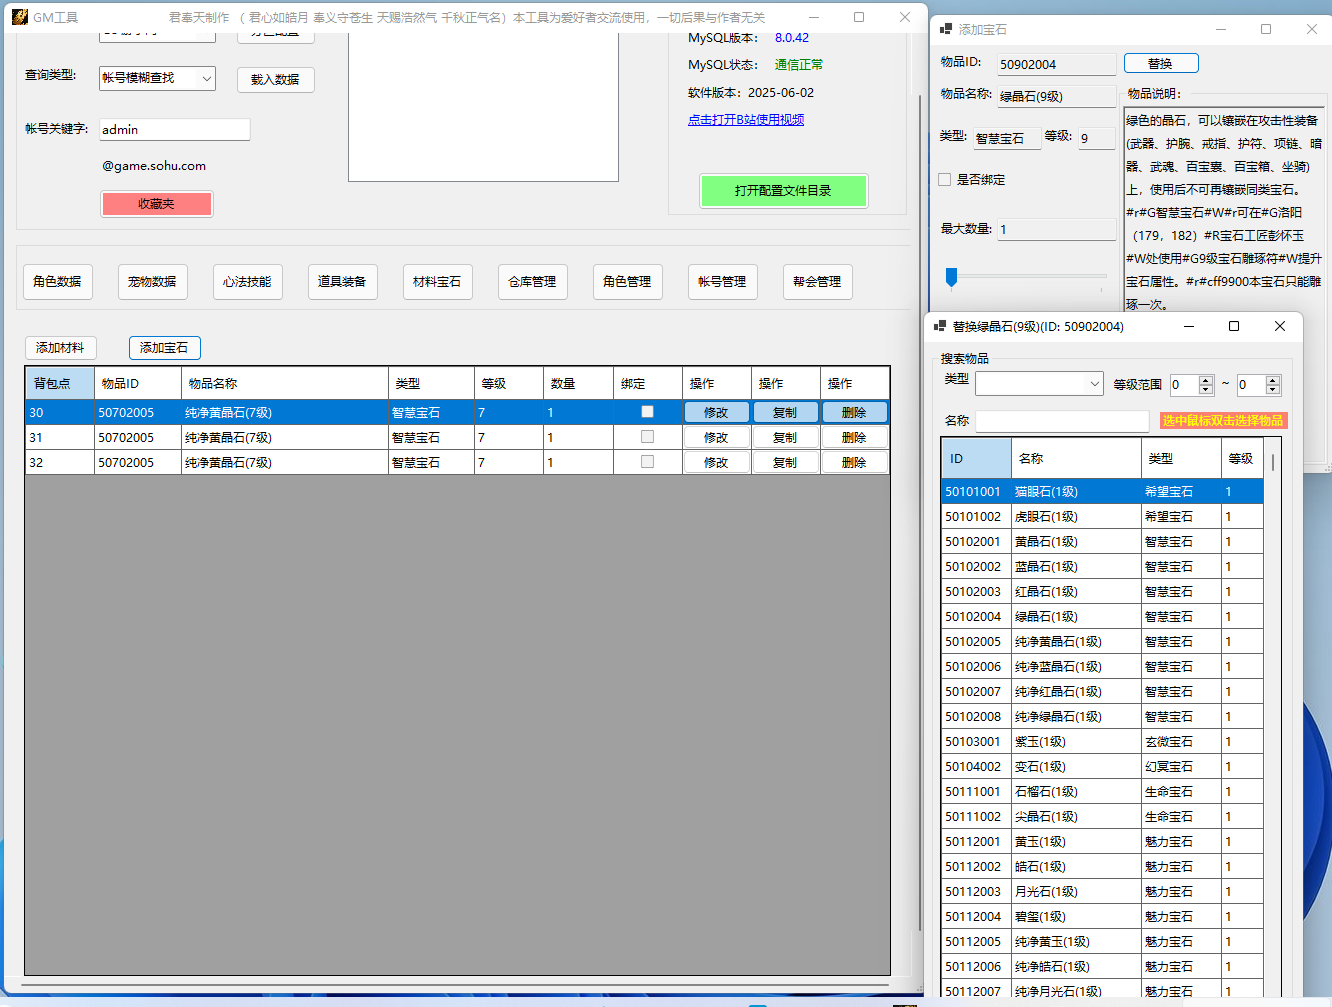 GM工具
君奉天制作 （ 君心如皓月 奉义守苍生 天赐浩然气 千秋正气名）本工具为爱好者交流使用，一切后果与作者无关
查询类型:
帐号模糊查找
载入数据
帐号关键字:
admin
@game.sohu.com
收藏夹
MySQL版本:
8.0.42
MySQL状态:
通信正常
软件版本:
2025-06-02
点击打开B站使用视频
打开配置文件目录
角色数据
宠物数据
心法技能
道具装备
材料宝石
仓库管理
角色管理
帐号管理
帮会管理
添加材料
添加宝石
背包点 物品ID 物品名称 类型 等级 数量 绑定 操作 操作 操作
30 50702005 纯净黄晶石(7级) 智慧宝石 7 1 修改 复制 删除
31 50702005 纯净黄晶石(7级) 智慧宝石 7 1 修改 复制 删除
32 50702005 纯净黄晶石(7级) 智慧宝石 7 1 修改 复制 删除
添加宝石
物品ID:
50902004
替换
物品名称:
绿晶石(9级)
类型:
智慧宝石
等级:
9
是否绑定
最大数量:
1
物品说明:
绿色的晶石，可以镶嵌在攻击性装备
(武器、护腕、戒指、护符、项链、暗
器、武魂、百宝囊、百宝箱、坐骑)
上，使用后不可再镶嵌同类宝石。
#r#G智慧宝石#W#r可在#G洛阳
（179，182）#R宝石工匠彭怀玉
#W处使用#G9级宝石雕琢符#W提升
宝石属性。#r#cff9900本宝石只能雕
琢一次。
替换绿晶石(9级)(ID: 50902004)
搜索物品
类型
等级范围
0
~
0
名称
选中鼠标双击选择物品
ID 名称 类型 等级
50101001 猫眼石(1级) 希望宝石 1
50101002 虎眼石(1级) 希望宝石 1
50102001 黄晶石(1级) 智慧宝石 1
50102002 蓝晶石(1级) 智慧宝石 1
50102003 红晶石(1级) 智慧宝石 1
50102004 绿晶石(1级) 智慧宝石 1
50102005 纯净黄晶石(1级) 智慧宝石 1
50102006 纯净蓝晶石(1级) 智慧宝石 1
50102007 纯净红晶石(1级) 智慧宝石 1
50102008 纯净绿晶石(1级) 智慧宝石 1
50103001 紫玉(1级) 玄微宝石 1
50104002 变石(1级) 幻冥宝石 1
50111001 石榴石(1级) 生命宝石 1
50111002 尖晶石(1级) 生命宝石 1
50112001 黄玉(1级) 魅力宝石 1
50112002 皓石(1级) 魅力宝石 1
50112003 月光石(1级) 魅力宝石 1
50112004 碧玺(1级) 魅力宝石 1
50112005 纯净黄玉(1级) 魅力宝石 1
50112006 纯净皓石(1级) 魅力宝石 1
50112007 纯净月光石(1级) 魅力宝石 1